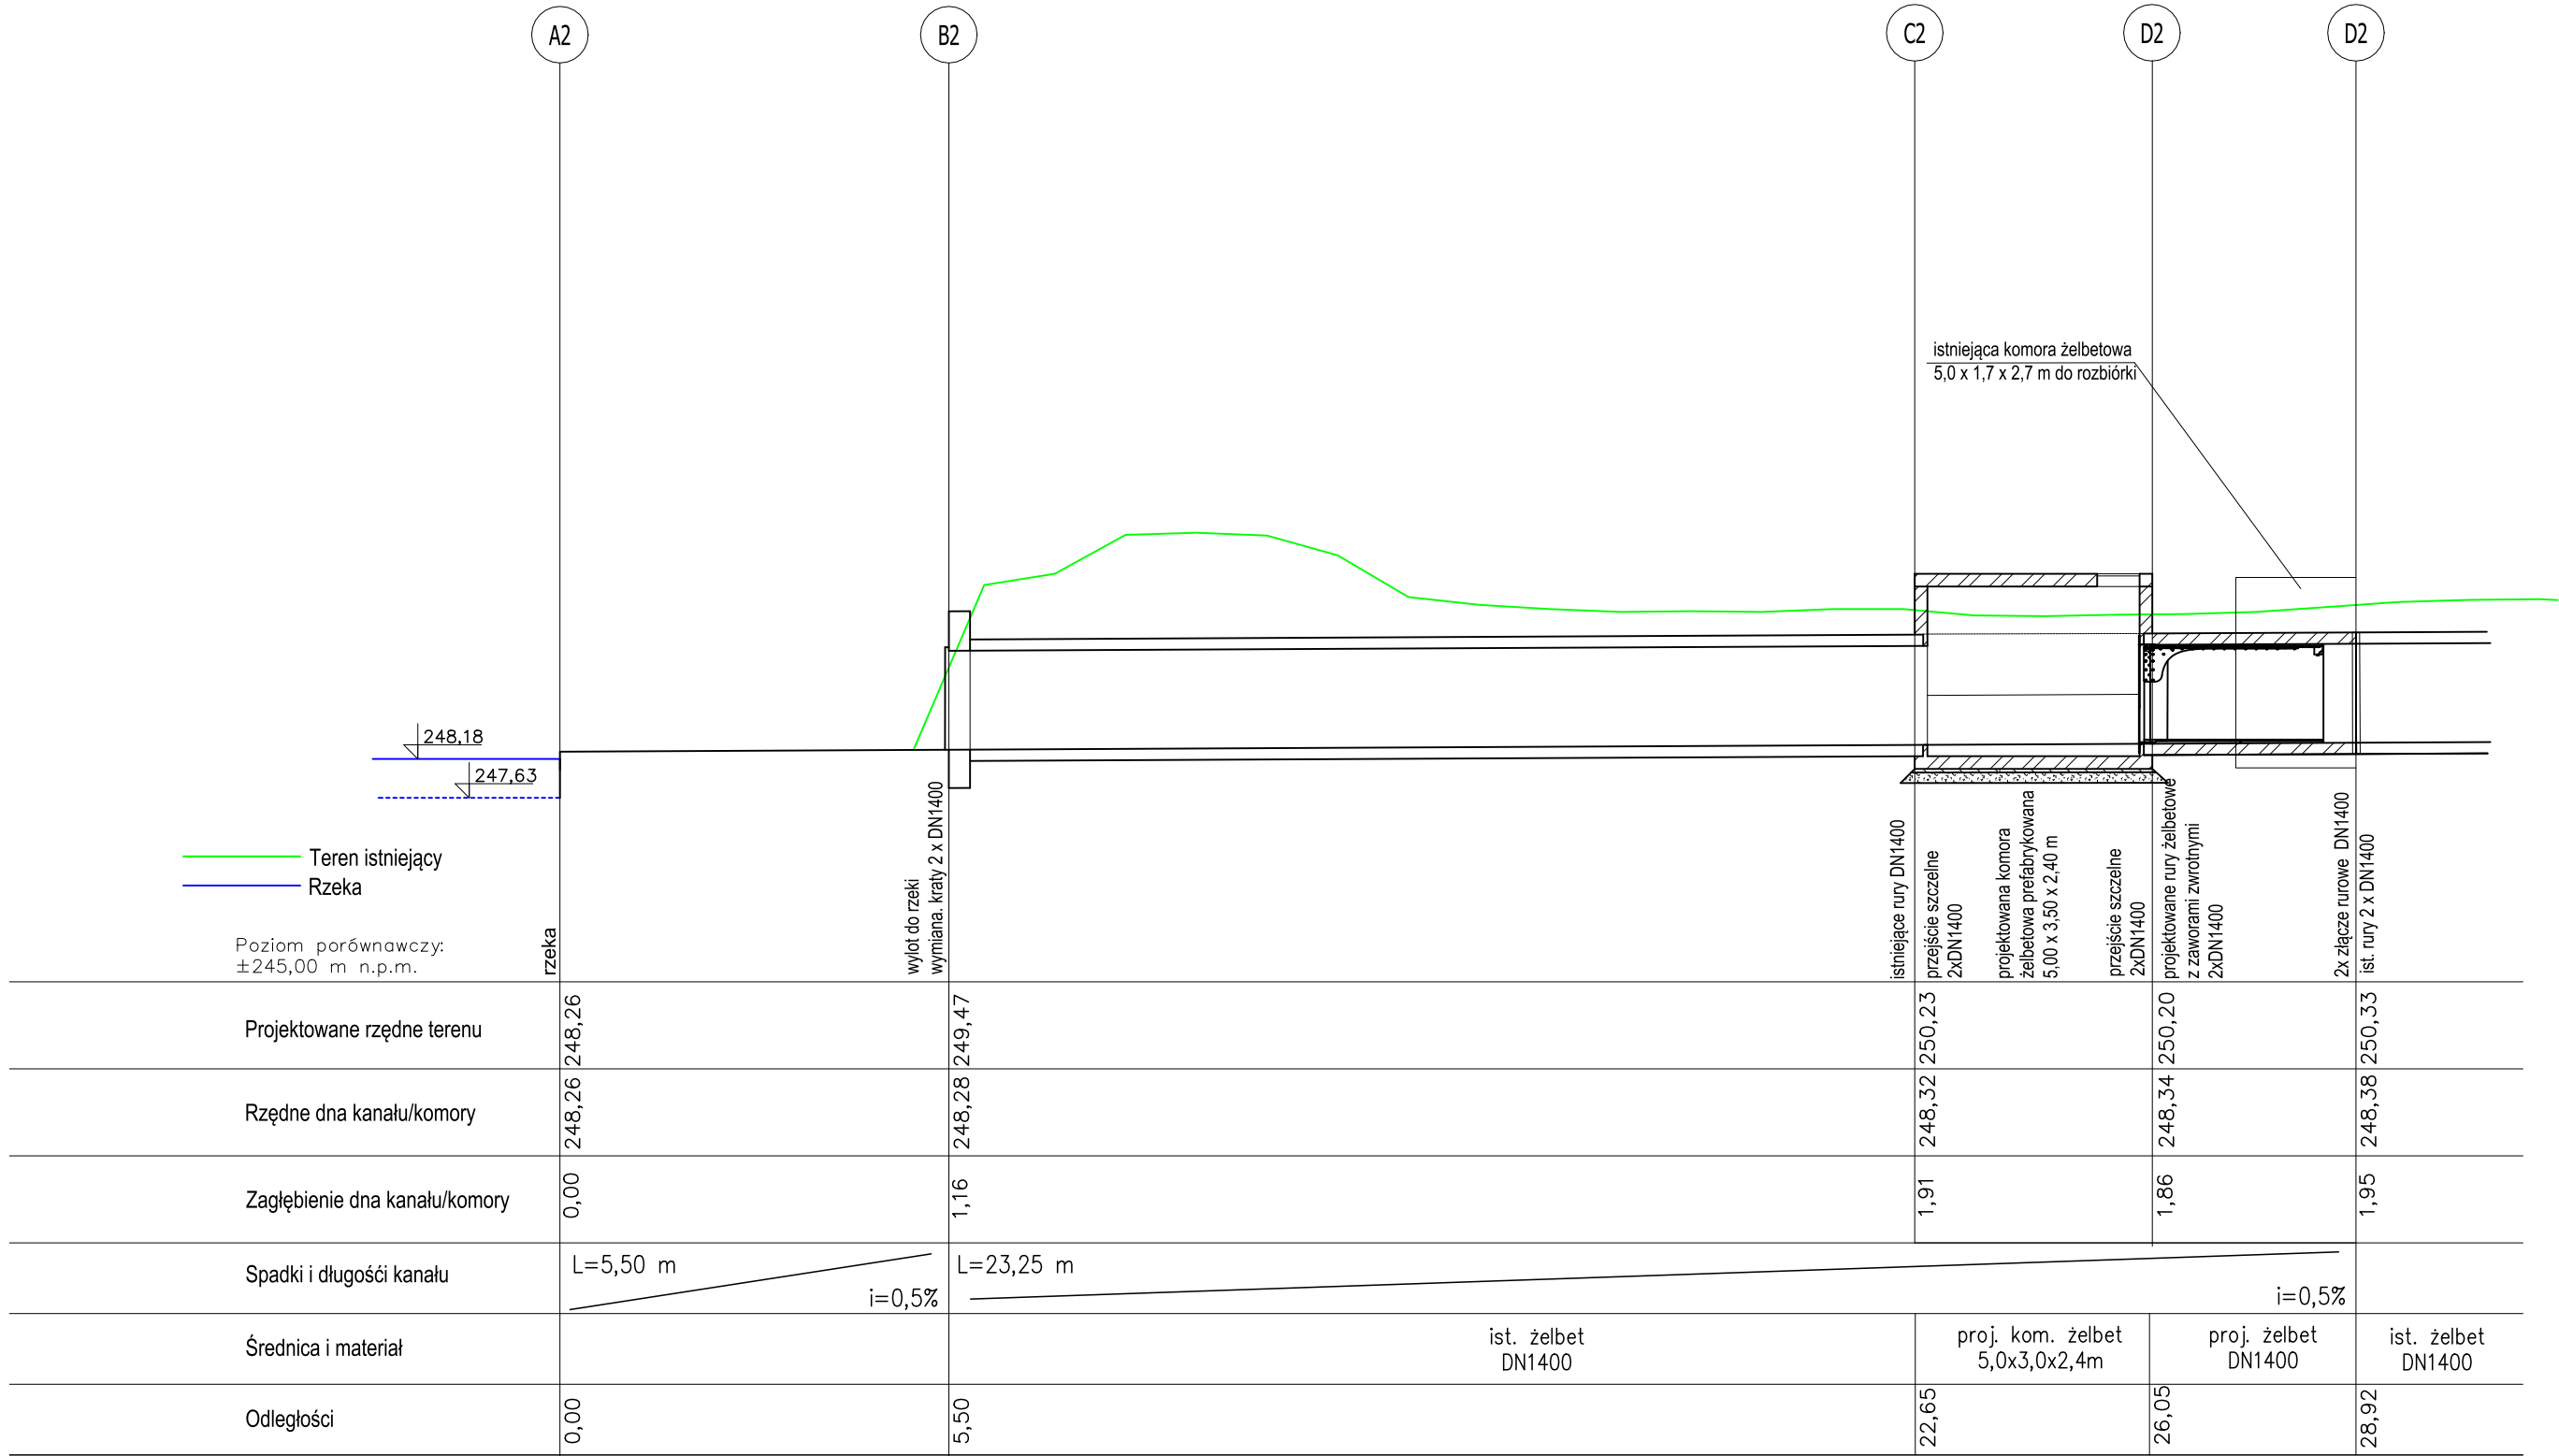 A2
B2
C2
D2
D2
istniejąca komora żelbetowa
5,0 x 1,7 x 2,7 m do rozbiórki
248,18
247,63
Teren istniejący
Rzeka
Poziom porównawczy:
±245,00 m n.p.m.
rzeka
wylot do rzeki
wymiana. kraty 2 x DN1400
istniejące rury DN1400
przejście szczelne
2xDN1400
projektowana komora
żelbetowa prefabrykowana
5,00 x 3,50 x 2,40 m
przejście szczelne
2xDN1400
projektowane rury żelbetowe
z zaworami zwrotnymi
2xDN1400
2x złącze rurowe DN1400
ist. rury 2 x DN1400
Projektowane rzędne terenu
248,26
249,47
250,23
250,20
250,33
Rzędne dna kanału/komory
248,26
248,28
248,32
248,34
248,38
Zagłębienie dna kanału/komory
0,00
1,16
1,91
1,86
1,95
Spadki i długośći kanału
L=5,50 m
i=0,5%
L=23,25 m
i=0,5%
Średnica i materiał
ist. żelbet
DN1400
proj. kom. żelbet
5,0x3,0x2,4m
proj. żelbet
DN1400
ist. żelbet
DN1400
Odległości
0,00
5,50
22,65
26,05
28,92